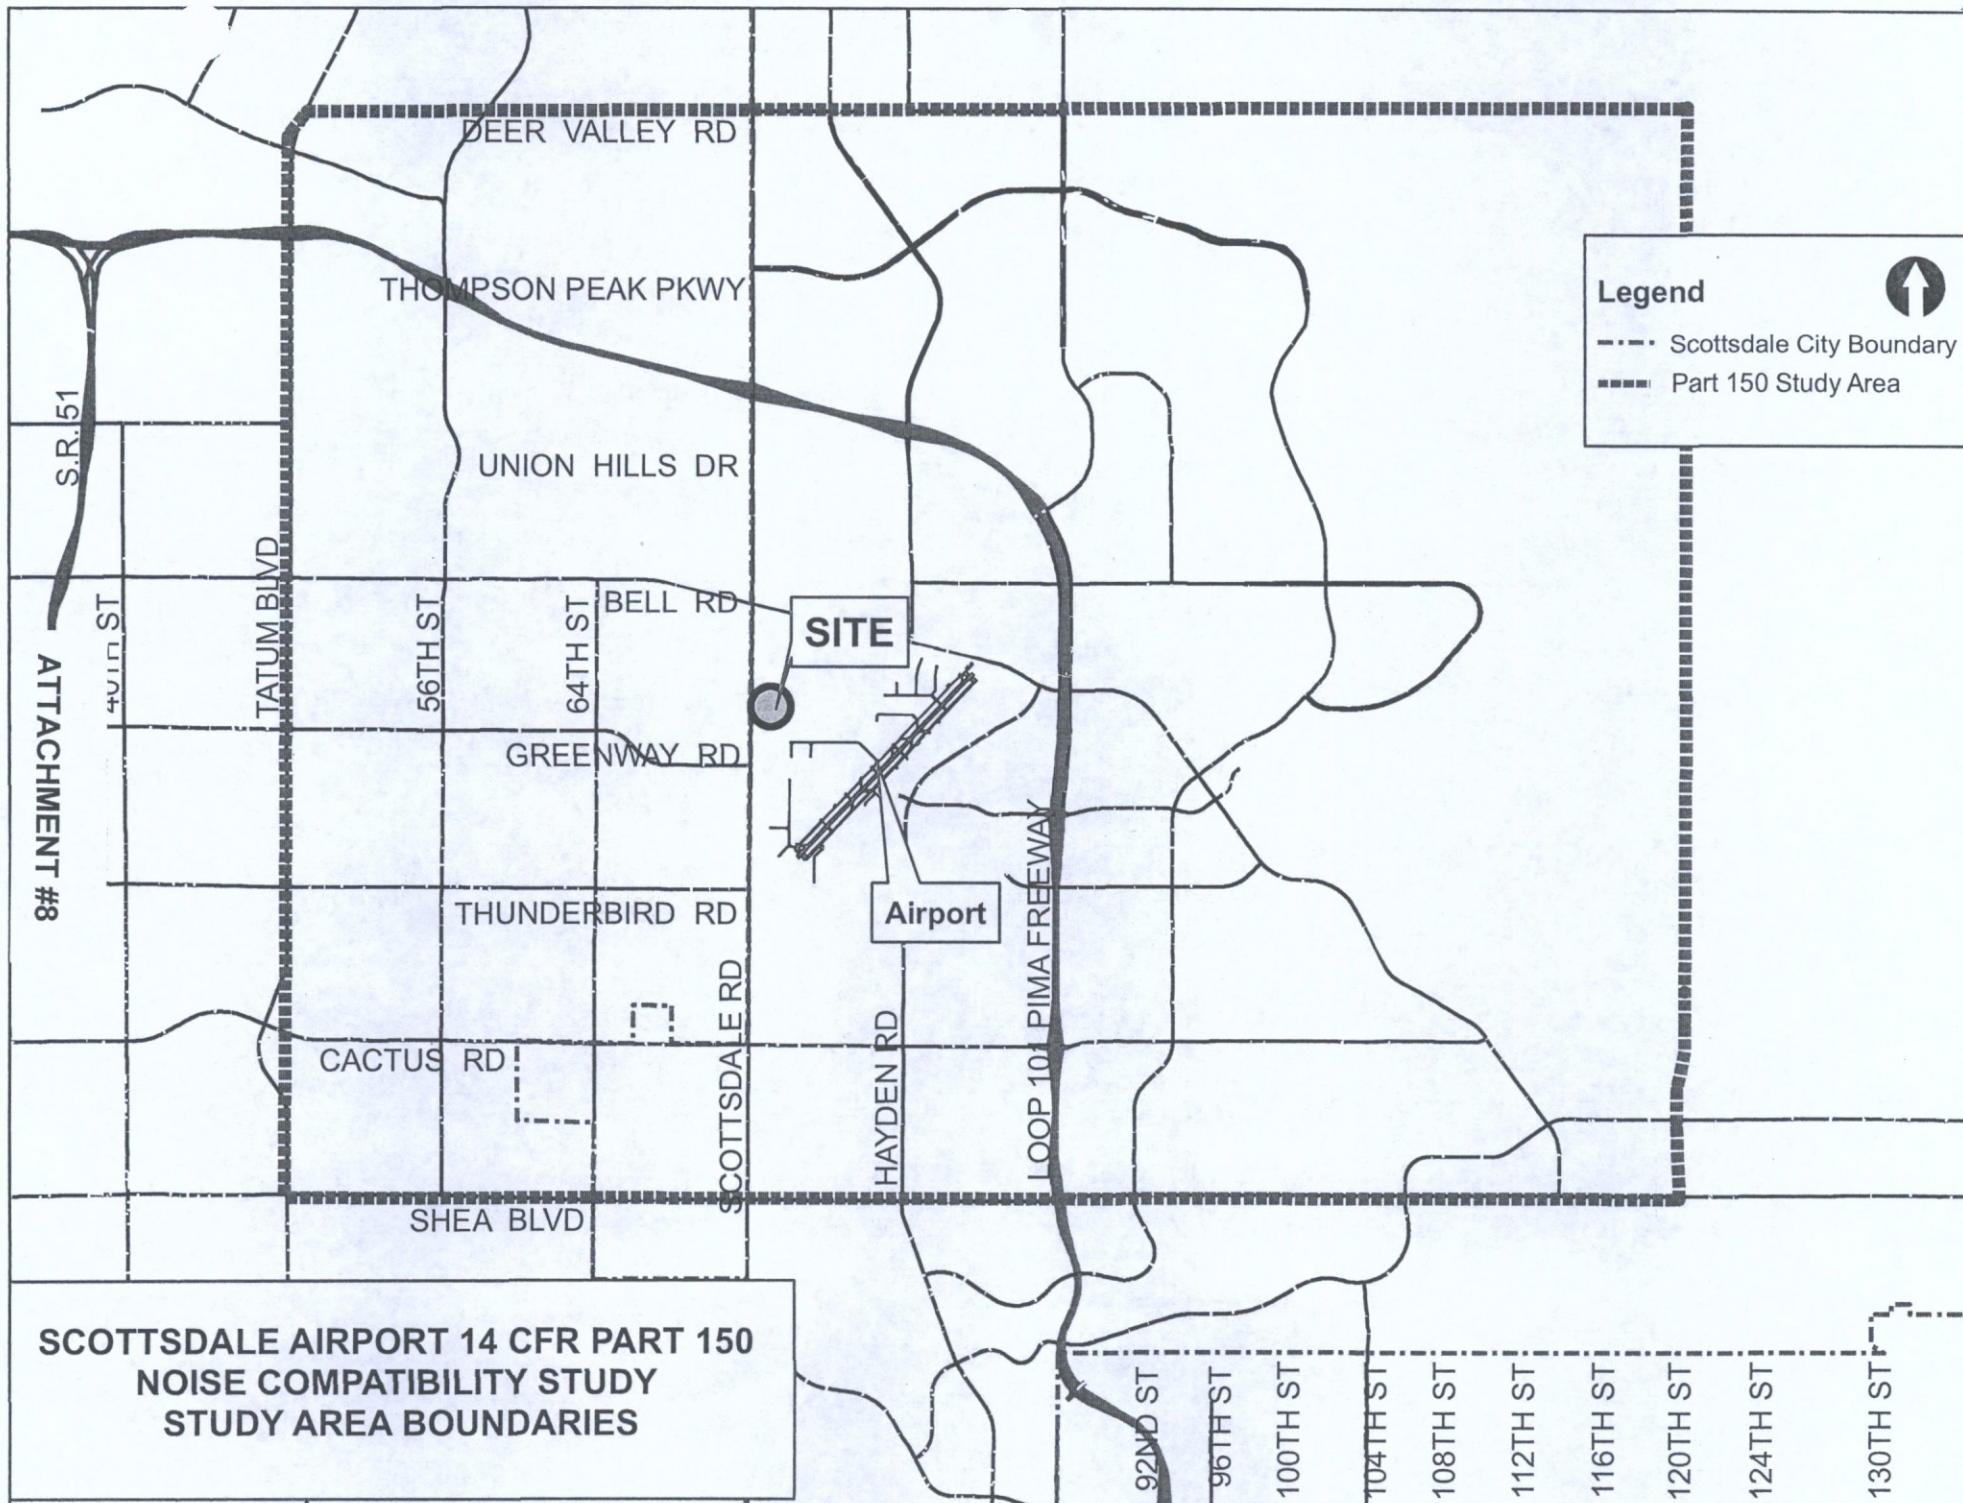 DEER VALLEY RD
THOMPSON PEAK PKWY
Legend
Scottsdale City Boundary
Part 150 Study Area
S.R. 51
UNION HILLS DR
TATUM BLVD
40TH ST
56TH ST
64TH ST
BELL RD
SITE
ATTACHMENT #8
GREENWAY RD
THUNDERBIRD RD
Airport
LOOP 101 PIMA FREEWAY
SCOTTSDALE RD
HAYDEN RD
CACTUS RD
SHEA BLVD
SCOTTSDALE AIRPORT 14 CFR PART 150
NOISE COMPATIBILITY STUDY
STUDY AREA BOUNDARIES
92ND ST
96TH ST
100TH ST
104TH ST
108TH ST
112TH ST
116TH ST
120TH ST
124TH ST
130TH ST